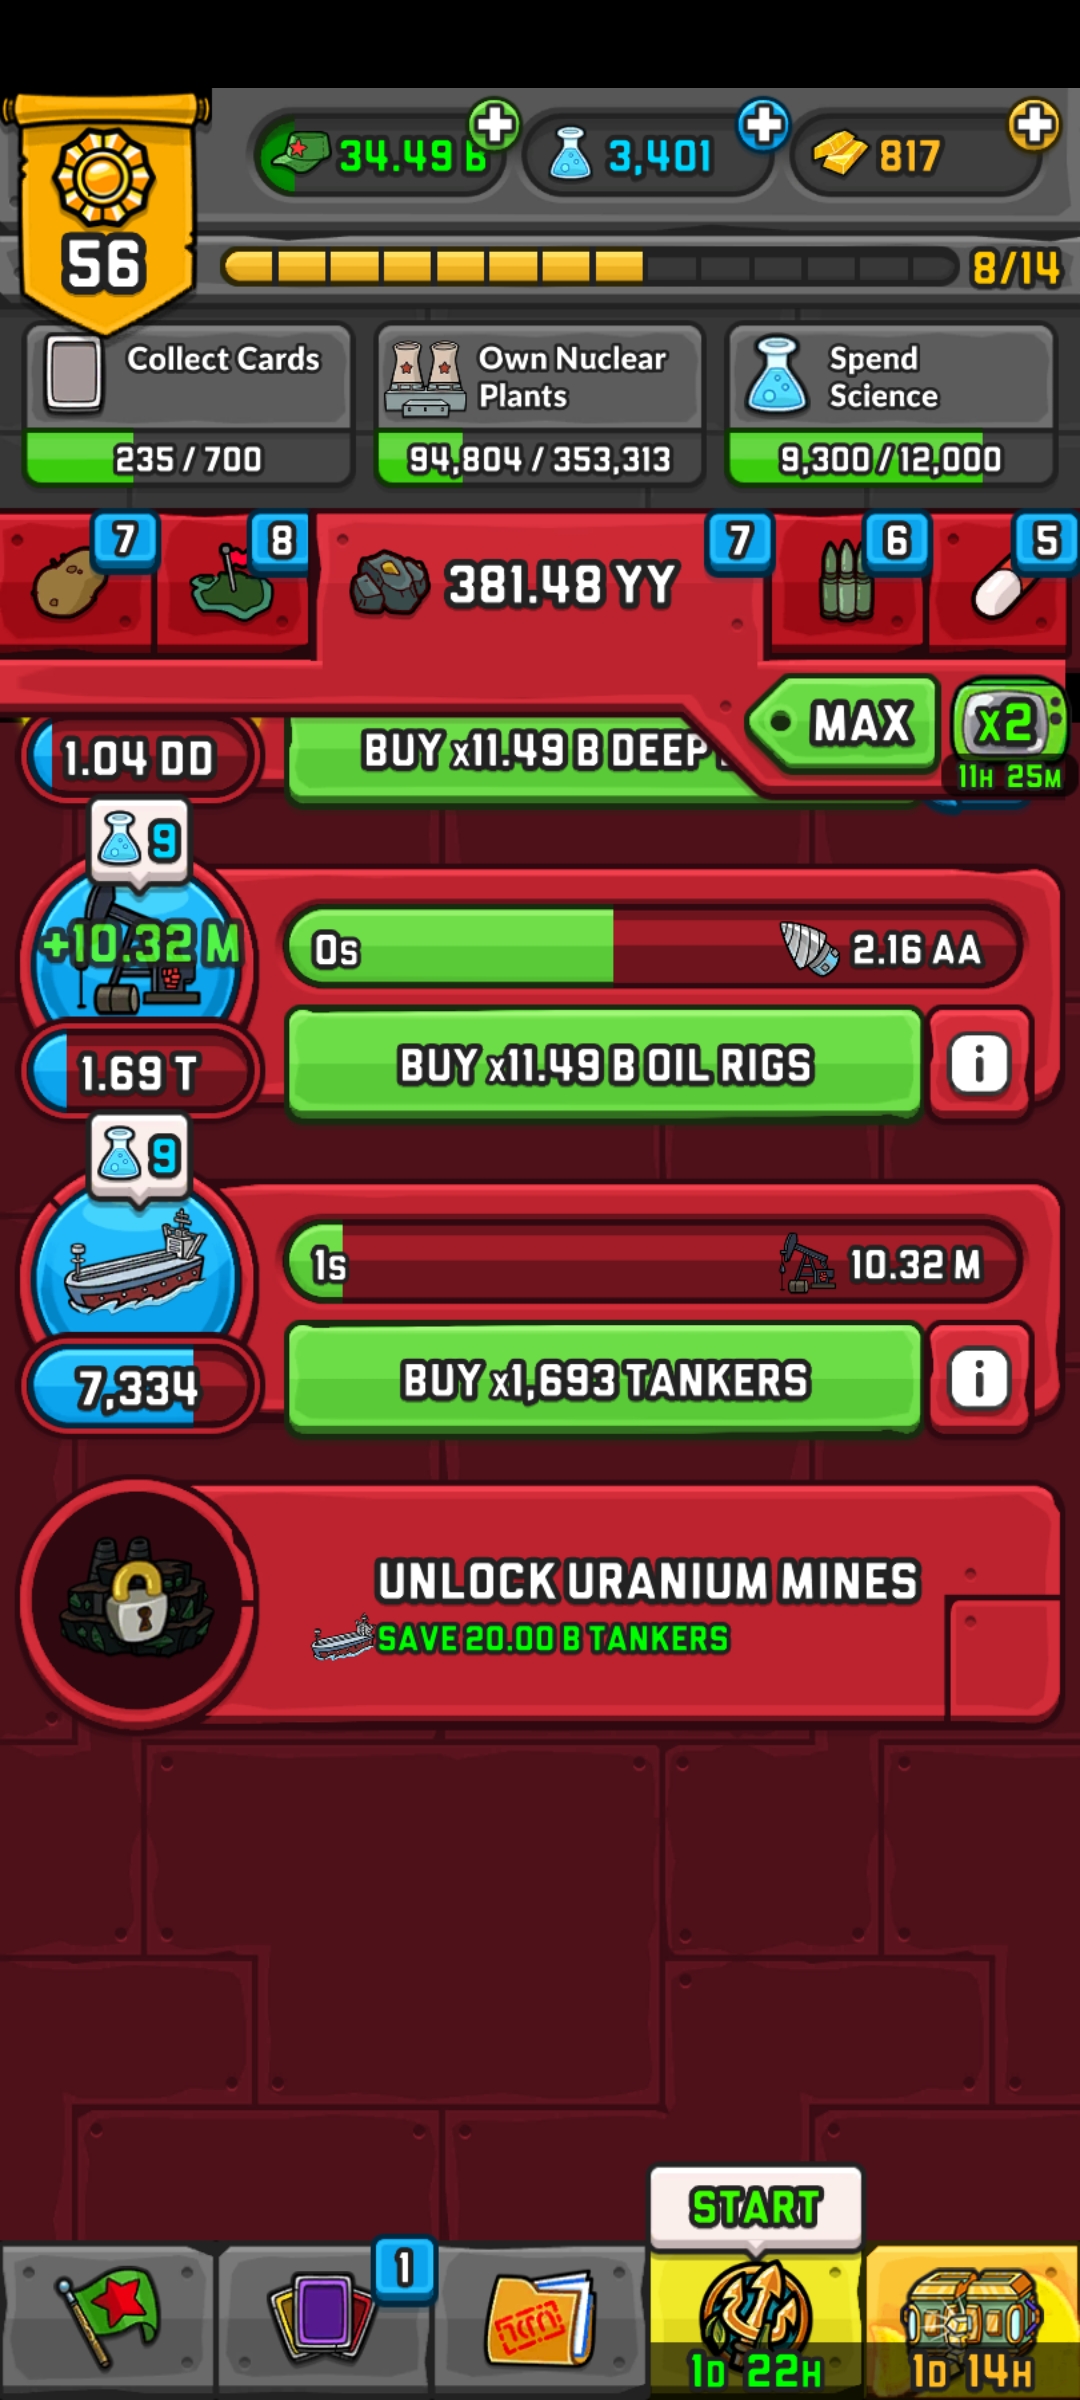 56
34.49 B
3,401
817
8/14
Collect Cards
235 / 700
Own Nuclear
Plants
94,804 / 353,313
Spend
Science
9,300 / 12,000
7
8
381.48 YY
7
6
5
MAX
x2
11H 25M
1.04 DD
BUY x11.49 B DEEP
9
+10.32 M
0s
2.16 AA
1.69 T
BUY x11.49 B OIL RIGS
i
9
1s
10.32 M
7,334
BUY x1,693 TANKERS
i
UNLOCK URANIUM MINES
SAVE 20.00 B TANKERS
START
1
1D 22H
1D 14H